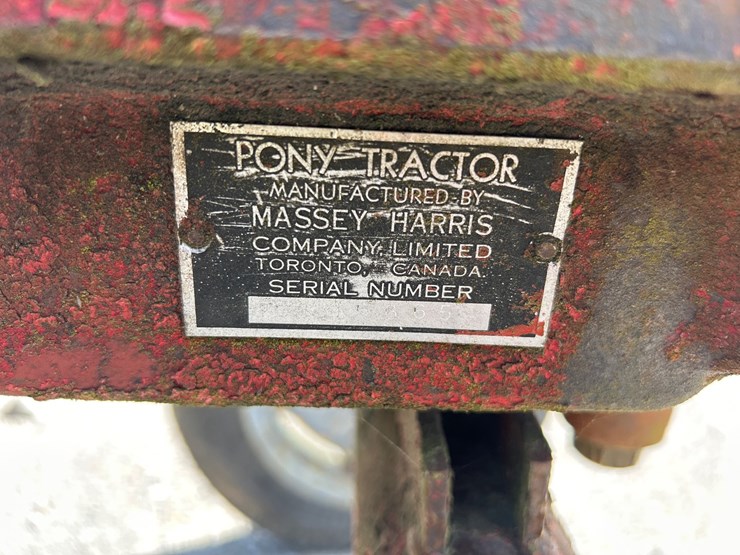 PONY TRACTOR
MANUFACTURED BY
MASSEY HARRIS
COMPANY, LIMITED
TORONTO, CANADA
SERIAL NUMBER